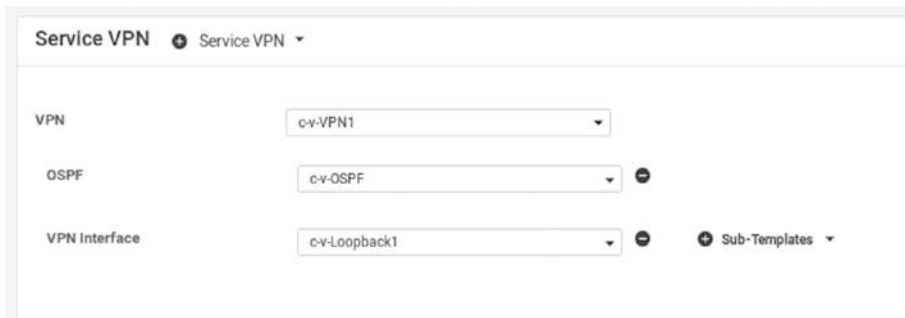 Service VPN Service VPN
VPN c-v-VPN1
OSPF c-v-OSPF
VPN Interface c-v-Loopback1 Sub-Templates